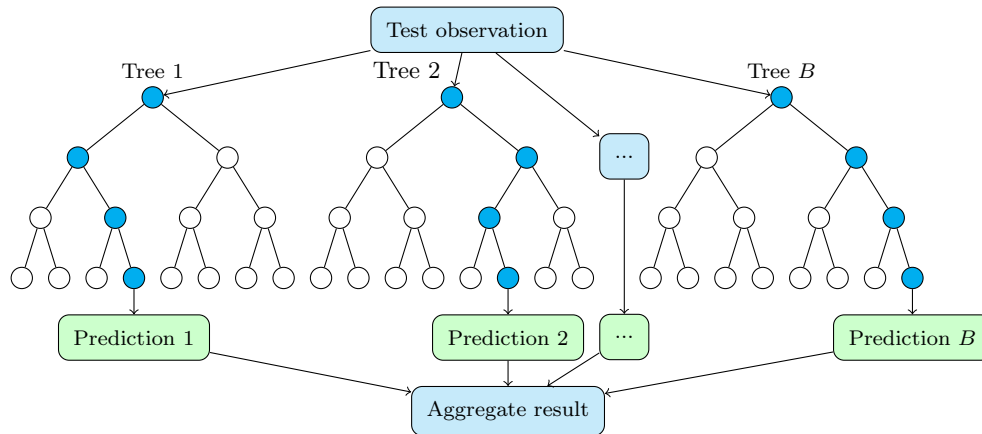 Test observation
Tree 1
Tree 2
Tree B
...
Prediction 1
Prediction 2
...
Prediction B
Aggregate result